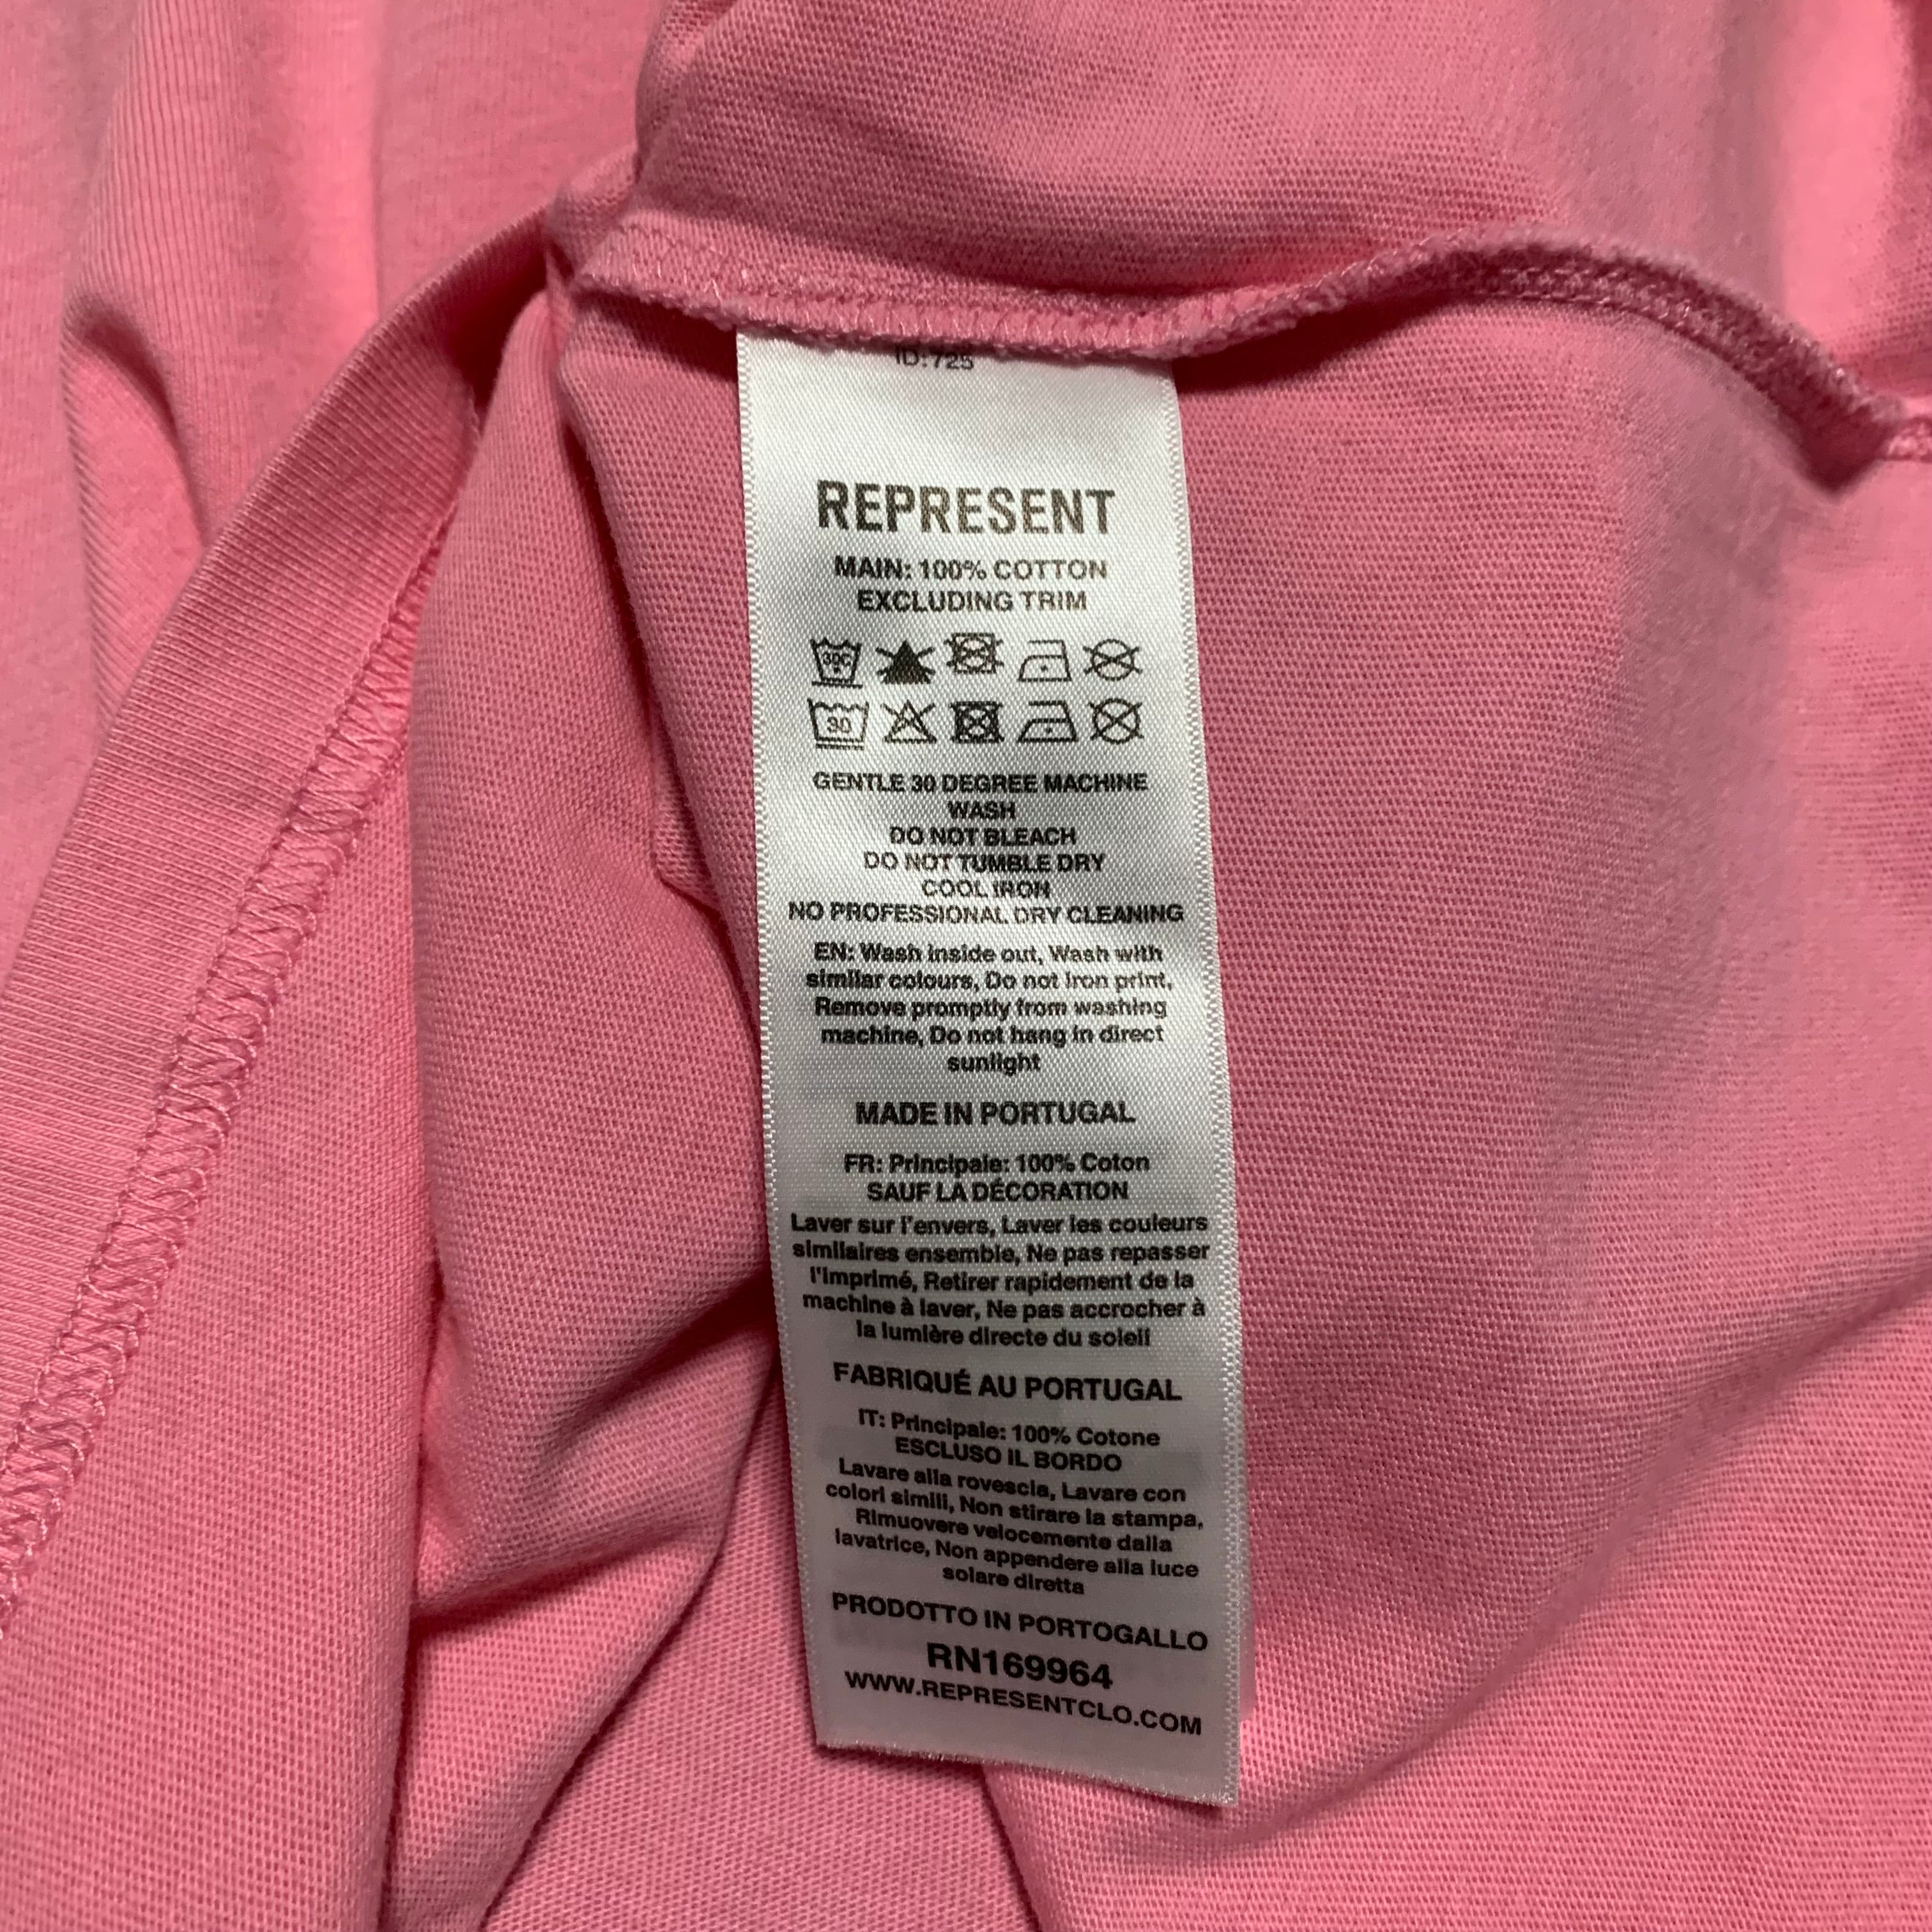 ID:725
REPRESENT
MAIN: 100% COTTON
EXCLUDING TRIM
30C
30
GENTLE 30 DEGREE MACHINE
WASH
DO NOT BLEACH
DO NOT TUMBLE DRY
COOL IRON
NO PROFESSIONAL DRY CLEANING
EN: Wash inside out, Wash with
similar colours, Do not iron print,
Remove promptly from washing
machine, Do not hang in direct
sunlight
MADE IN PORTUGAL
FR: Principale: 100% Coton
SAUF LA DÉCORATION
Laver sur l'envers, Laver les couleurs
similaires ensemble, Ne pas repasser
l'imprimé, Retirer rapidement de la
machine à laver, Ne pas accrocher à
la lumière directe du soleil
FABRIQUÉ AU PORTUGAL
IT: Principale: 100% Cotone
ESCLUSO IL BORDO
Lavare alla rovescia, Lavare con
colori simili, Non stirare la stampa,
Rimuovere velocemente dalla
lavatrice, Non appendere alla luce
solare diretta
PRODOTTO IN PORTOGALLO
RN169964
WWW.REPRESENTCLO.COM